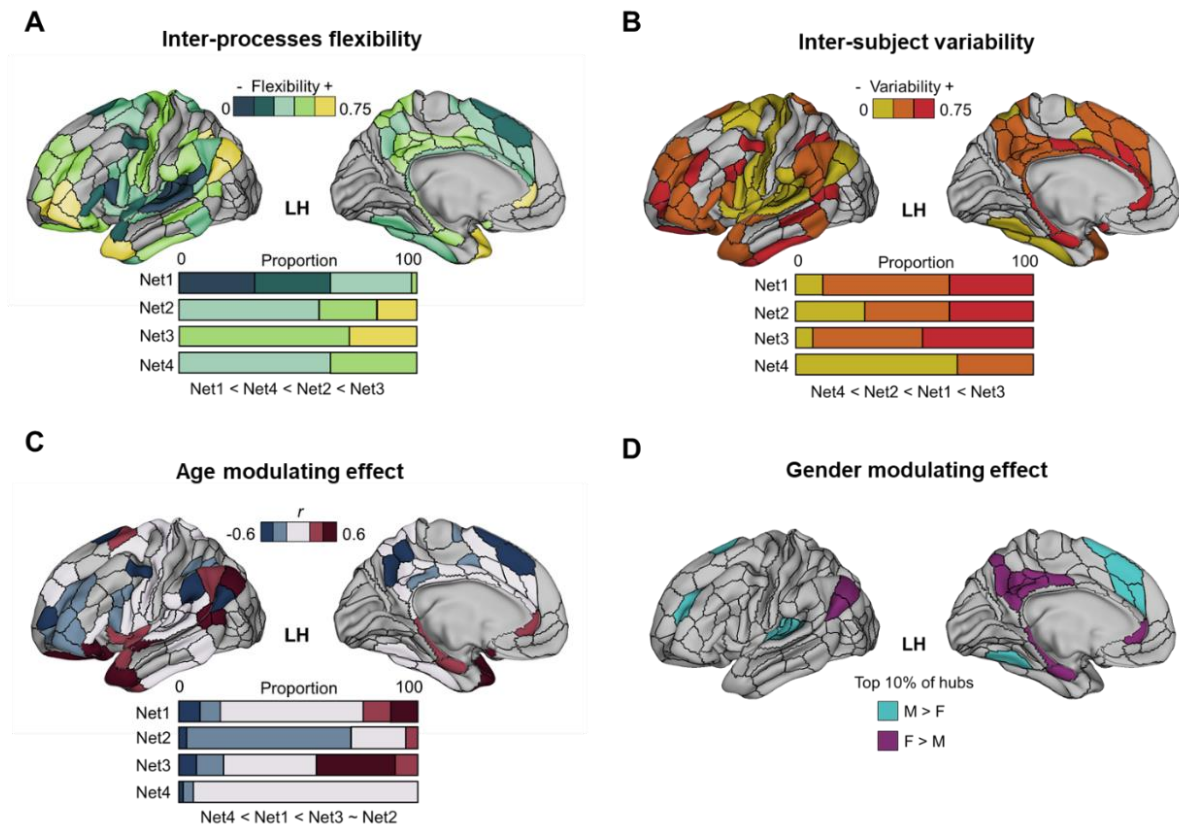 A
Inter-processes flexibility
- Flexibility +
0 0.75
LH
0 Proportion 100
Net1
Net2
Net3
Net4
Net1 < Net4 < Net2 < Net3
B
Inter-subject variability
- Variability +
0 0.75
LH
0 Proportion 100
Net1
Net2
Net3
Net4
Net4 < Net2 < Net1 < Net3
C
Age modulating effect
r
-0.6 0.6
LH
0 Proportion 100
Net1
Net2
Net3
Net4
Net4 < Net1 < Net3 ~ Net2
D
Gender modulating effect
LH
Top 10% of hubs
M > F
F > M